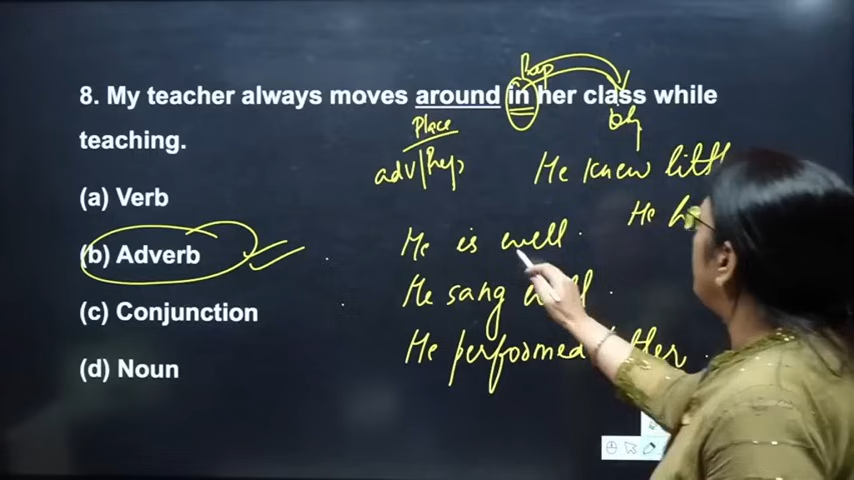 Prep
8. My teacher always moves around in her class while
obj
teaching.
Place
adv/Prep
He knew
He
(a) Verb
(b) Adverb
He is well.
He sang
(c) Conjunction
He performed
(d) Noun